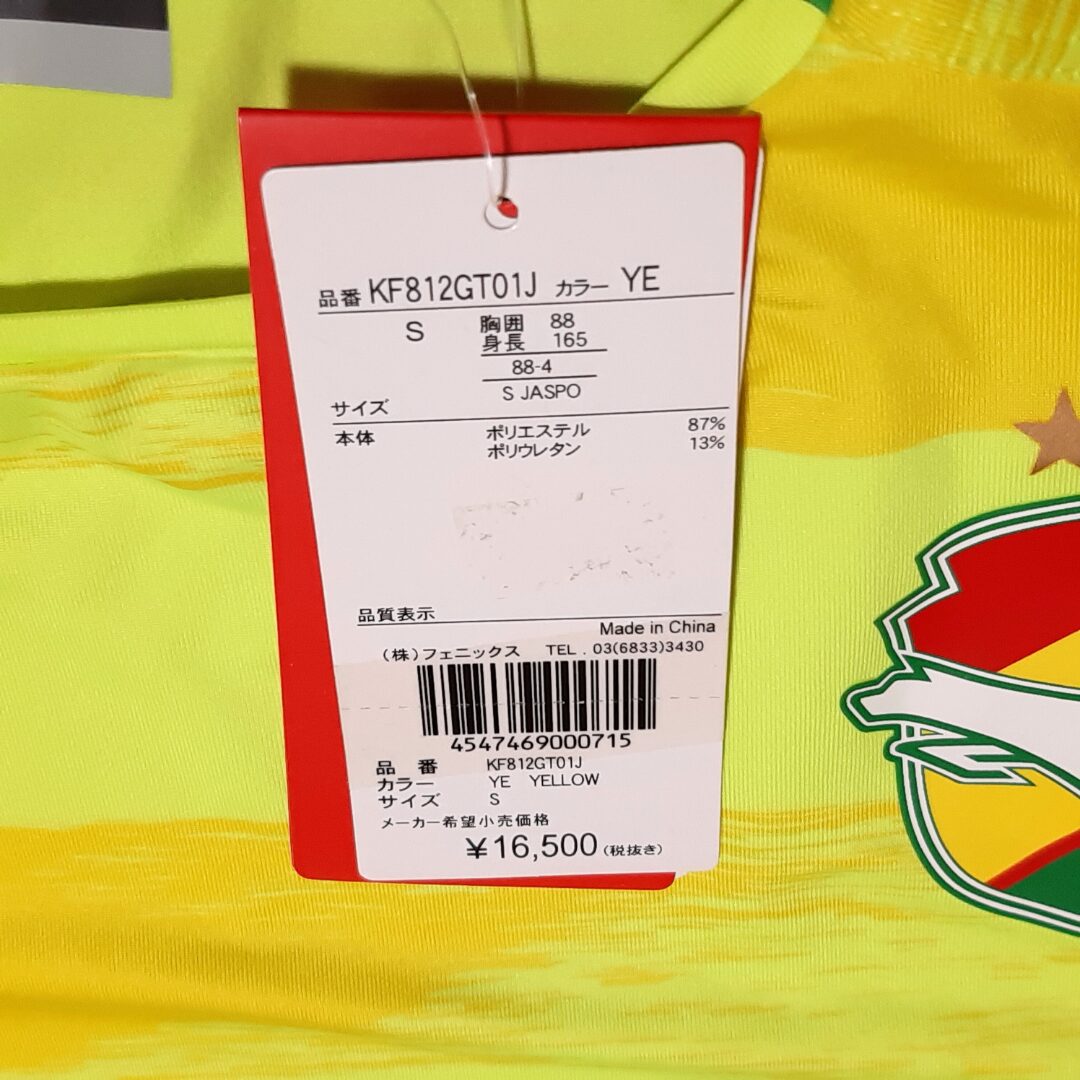 品番 KF812GT01J カラー YE
S 胸囲 88
身長 165
88-4
S JASPO
サイズ
本体 ポリエステル 87%
ポリウレタン 13%
品質表示
Made in China
(株)フェニックス TEL . 03(6833)3430
4547469000715
品 番 KF812GT01J
カラー YE YELLOW
サイズ S
メーカー希望小売価格
¥16,500(税抜き)